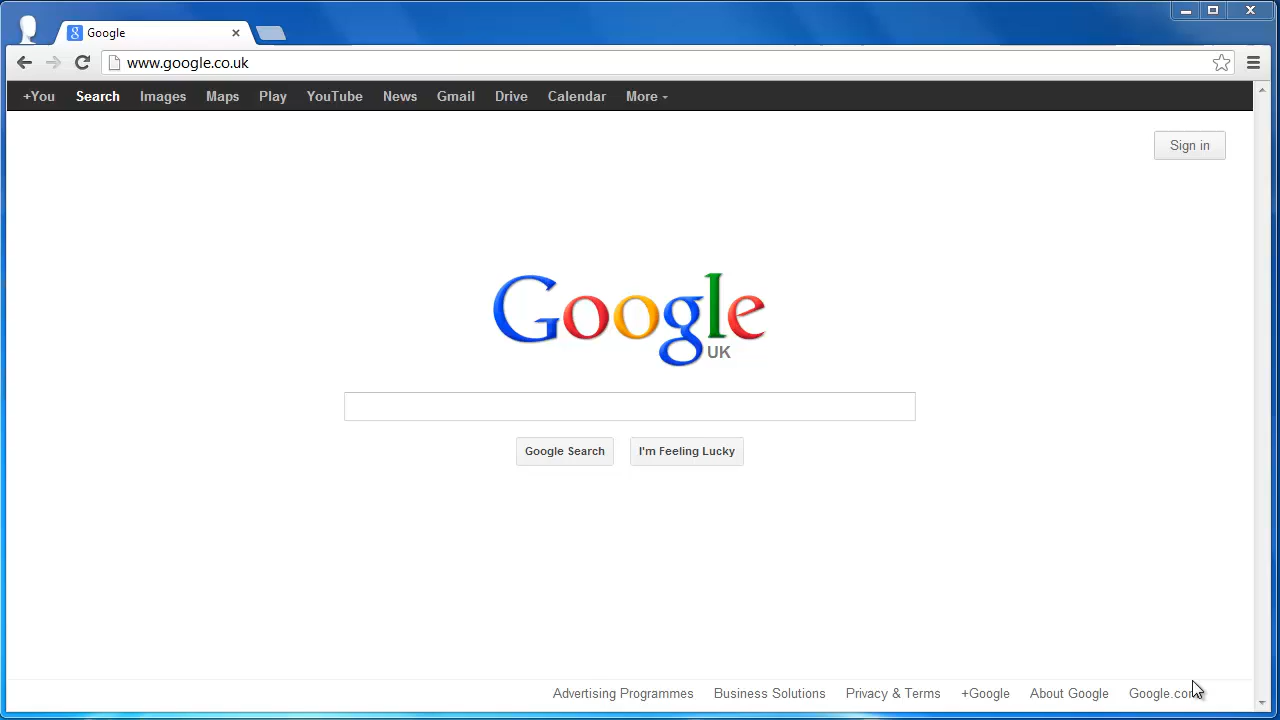 Google
www.google.co.uk
+You Search Images Maps Play YouTube News Gmail Drive Calendar More
Sign in
Google
UK
Google Search I'm Feeling Lucky
Advertising Programmes Business Solutions Privacy & Terms +Google About Google Google.com